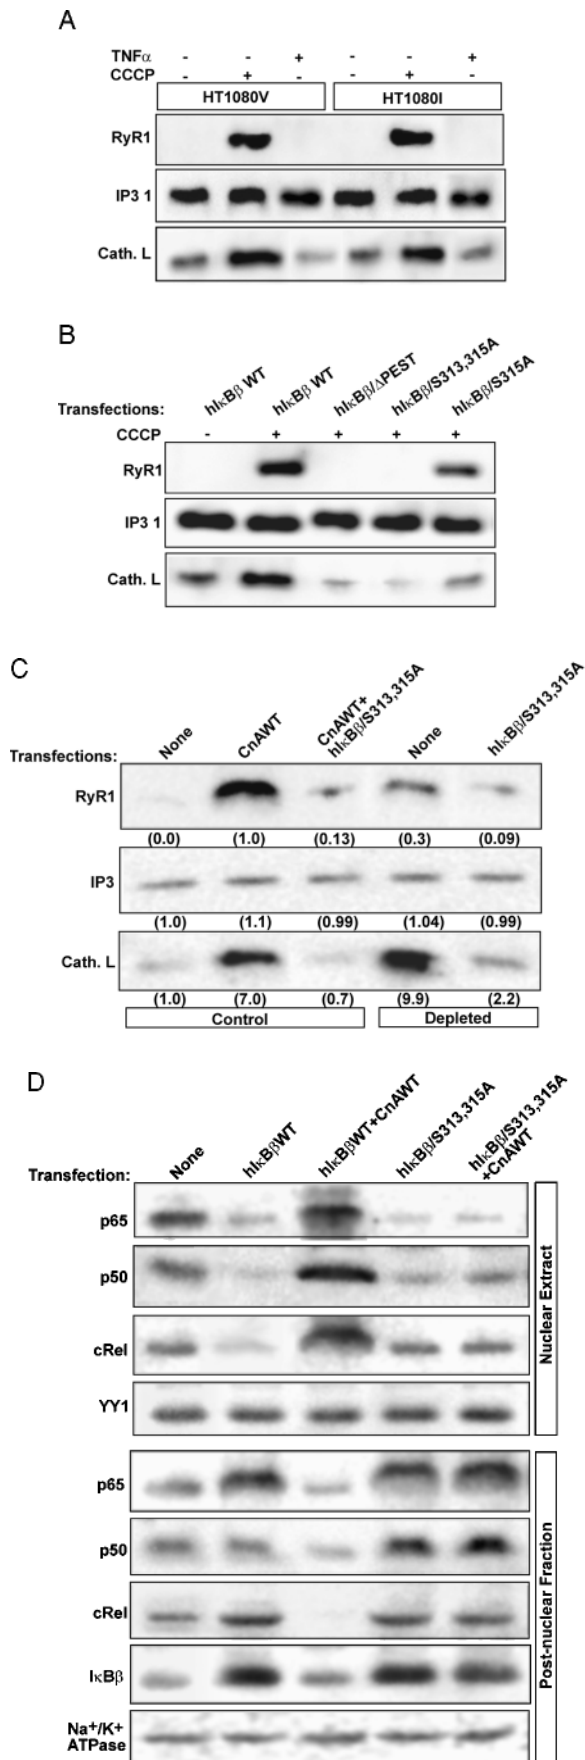 A
TNFα - - + - - +
CCCP - + - - + -
HT1080V HT1080I
RyR1
IP3 1
Cath. L
B
Transfections: hIκBβ WT hIκBβ WT hIκBβ/ΔPEST hIκBβ/S313,315A hIκBβ/S315A
CCCP - + + + +
RyR1
IP3 1
Cath. L
C
Transfections: None CnAWT CnAWT+ hIκBβ/S313,315A None hIκBβ/S313,315A
RyR1
(0.0) (1.0) (0.13) (0.3) (0.09)
IP3
(1.0) (1.1) (0.99) (1.04) (0.99)
Cath. L
(1.0) (7.0) (0.7) (9.9) (2.2)
Control Depleted
D
Transfection: None hIκBβWT hIκBβWT+CnAWT hIκBβ/S313,315A hIκBβ/S313,315A +CnAWT
p65
p50
cRel
YY1
Nuclear Extract
p65
p50
cRel
IκBβ
Na+/K+
ATPase
Post-nuclear Fraction